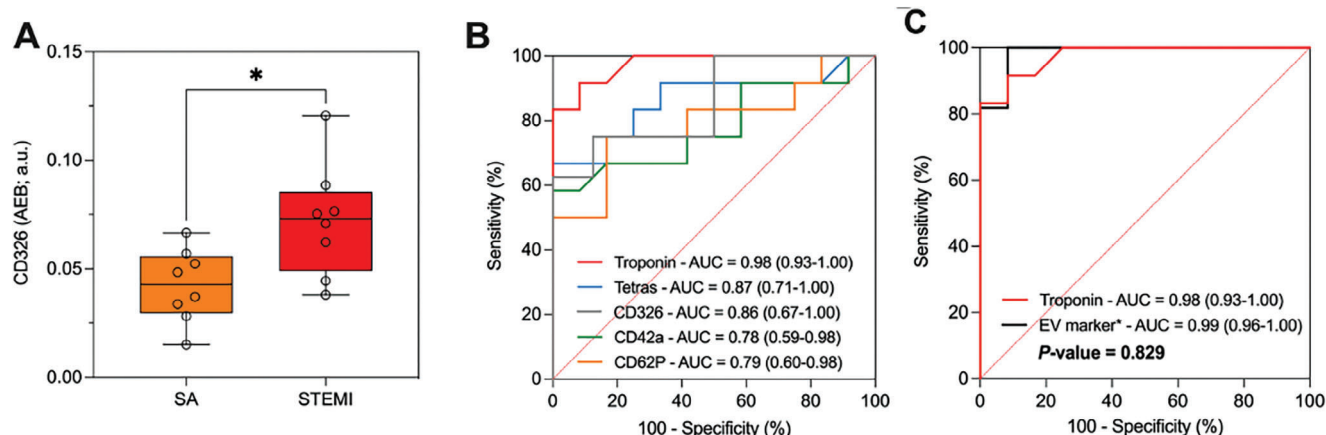 A
0.15
0.10
0.05
0.00
CD326 (AEB; a.u.)
*
SA
STEMI
B
100
80
60
40
20
0
Sensitivity (%)
Troponin - AUC = 0.98 (0.93-1.00)
Tetras - AUC = 0.87 (0.71-1.00)
CD326 - AUC = 0.86 (0.67-1.00)
CD42a - AUC = 0.78 (0.59-0.98)
CD62P - AUC = 0.79 (0.60-0.98)
0 20 40 60 80 100
100 - Specificity (%)
C
100
80
60
40
20
0
Sensitivity (%)
Troponin - AUC = 0.98 (0.93-1.00)
EV marker* - AUC = 0.99 (0.96-1.00)
P-value = 0.829
0 20 40 60 80 100
100 - Specificity (%)